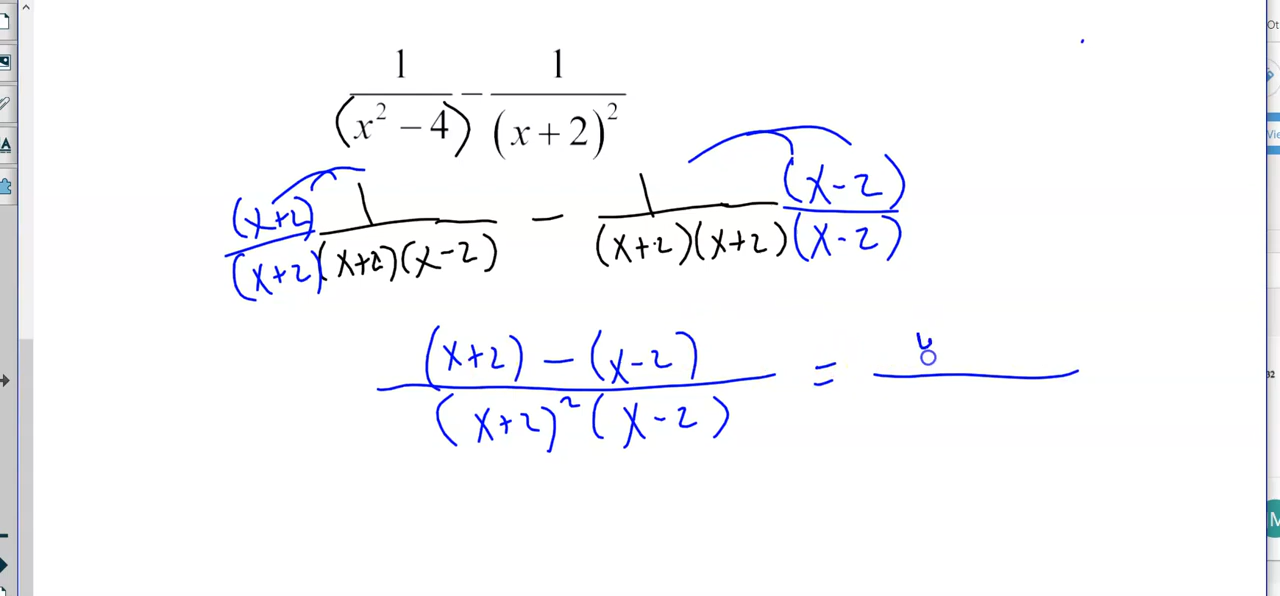 1 / (x² − 4) − 1 / (x + 2)²
(x+2) / (x+2) 1 / (x+2)(x-2) − 1 / (x+2)(x+2) (x-2) / (x-2)
(x+2) − (x-2) / (x+2)² (x-2) =